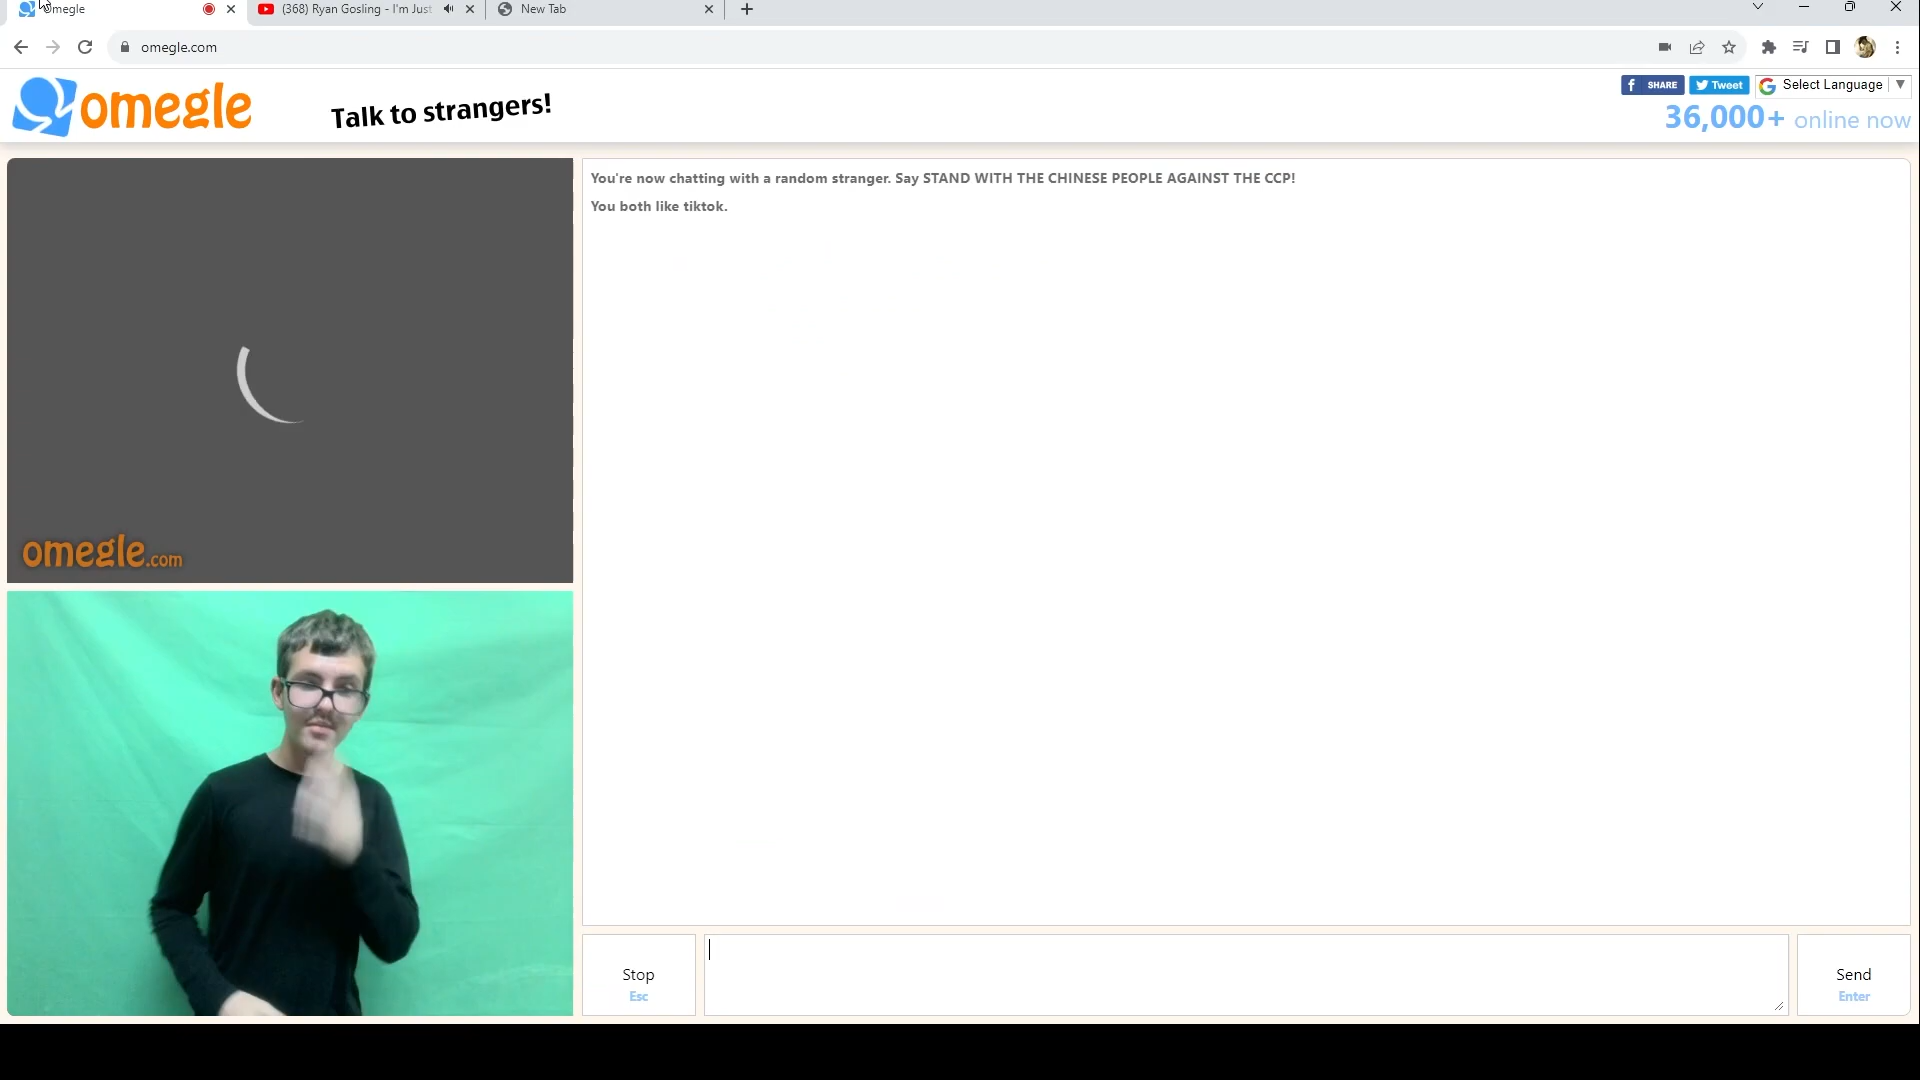 Omegle
(368) Ryan Gosling - I'm Just
New Tab
omegle.com
omegle
Talk to strangers!
f SHARE
Tweet
G Select Language
36,000+ online now
You're now chatting with a random stranger. Say STAND WITH THE CHINESE PEOPLE AGAINST THE CCP!
You both like tiktok.
omegle.com
Stop
Esc
Send
Enter